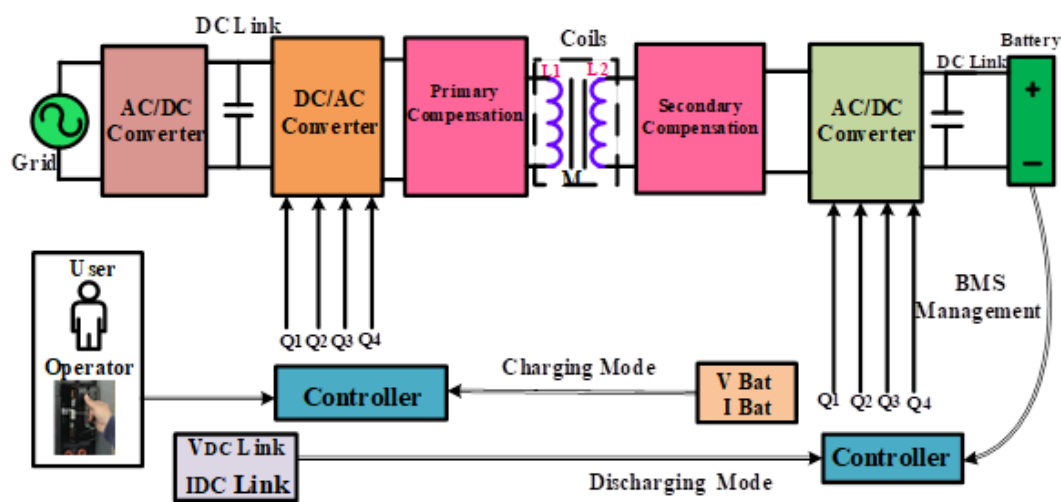 DC Link
Coils
Battery
DC Link
L1
L2
AC/DC
Converter
DC/AC
Converter
Primary
Compensation
Secondary
Compensation
AC/DC
Converter
+
−
Grid
M
User
Operator
Q1
Q2
Q3
Q4
BMS
Management
Charging Mode
Controller
V Bat
I Bat
Q1
Q2
Q3
Q4
VDC Link
IDC Link
Discharging Mode
Controller